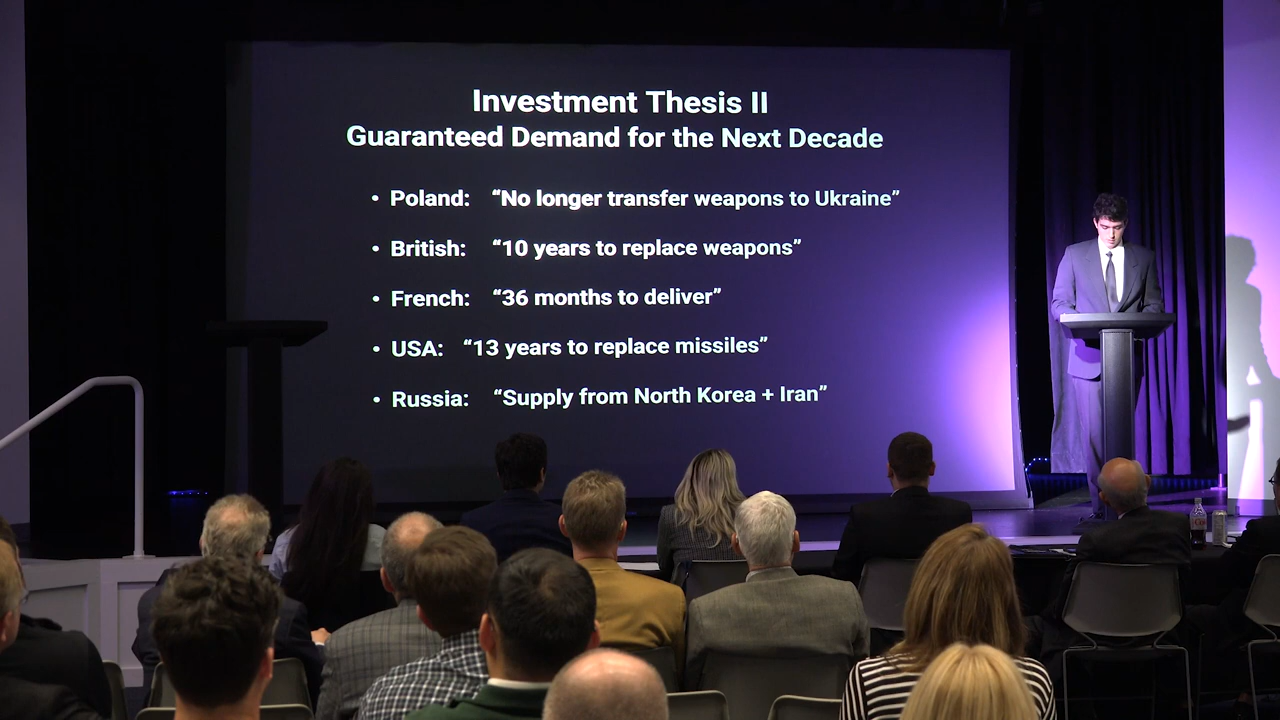 Investment Thesis II
Guaranteed Demand for the Next Decade
• Poland: “No longer transfer weapons to Ukraine”
• British: “10 years to replace weapons”
• French: “36 months to deliver”
• USA: “13 years to replace missiles”
• Russia: “Supply from North Korea + Iran”